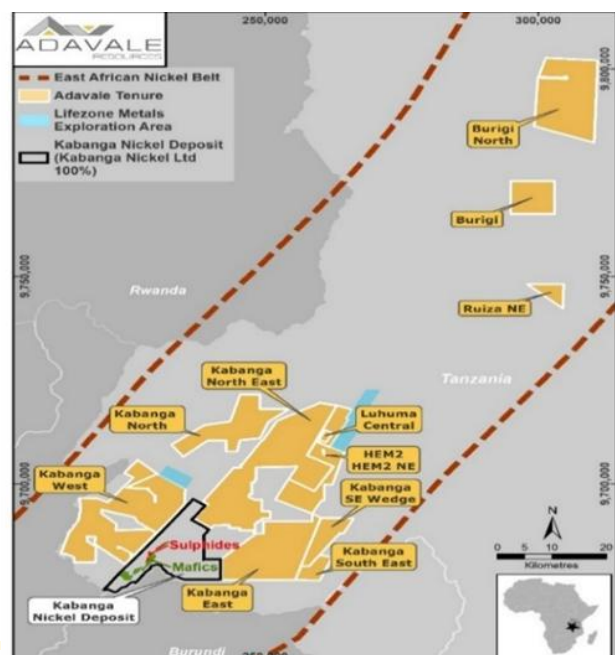 ADAVALE
RESOURCES
East African Nickel Belt
Adavale Tenure
Lifezone Metals
Exploration Area
Kabanga Nickel Deposit
(Kabanga Nickel Ltd
100%)
250,000
300,000
9,800,000
Burigi
North
Burigi
9,750,000
9,750,000
Ruiza NE
Rwanda
Tanzania
Kabanga
North East
Kabanga
North
Luhuma
Central
HEM2
HEM2 NE
Kabanga
West
Kabanga
SE Wedge
9,700,000
9,700,000
Sulphides
Mafics
Kabanga
South East
Kabanga
Nickel Deposit
Kabanga
East
Burundi
N
0
10
20
Kilometres